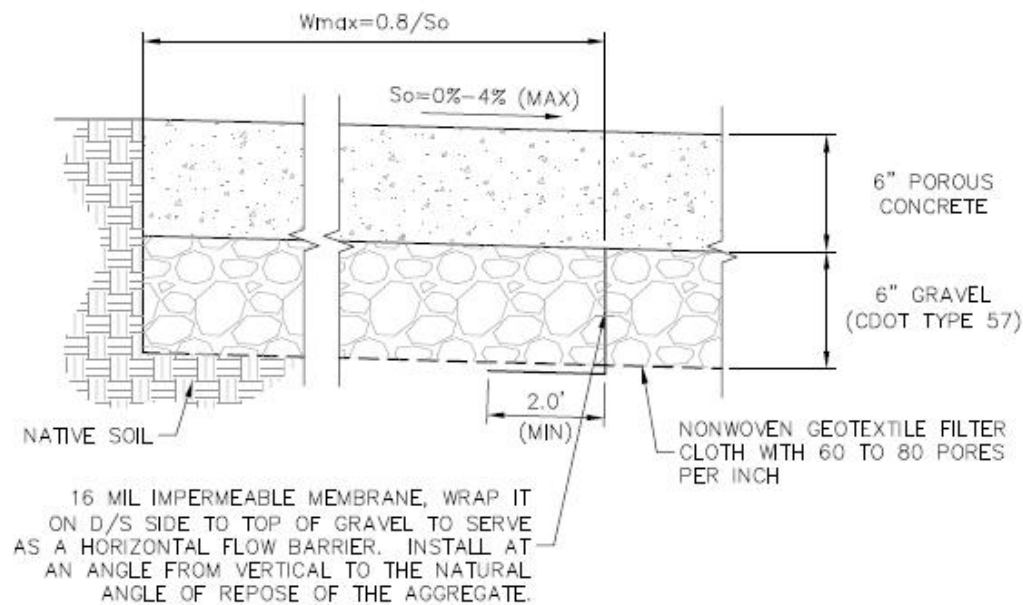 Wmax=0.8/So
So=0%-4% (MAX)
6" POROUS
CONCRETE
6" GRAVEL
(CDOT TYPE 57)
2.0'
(MIN)
NATIVE SOIL
NONWOVEN GEOTEXTILE FILTER
CLOTH WITH 60 TO 80 PORES
PER INCH
16 MIL IMPERMEABLE MEMBRANE, WRAP IT
ON D/S SIDE TO TOP OF GRAVEL TO SERVE
AS A HORIZONTAL FLOW BARRIER. INSTALL AT
AN ANGLE FROM VERTICAL TO THE NATURAL
ANGLE OF REPOSE OF THE AGGREGATE.